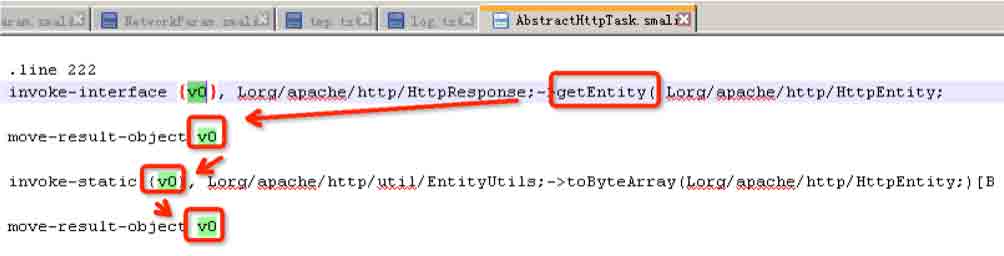 aram.smali NetworkParam.smali tmp.txt log.txt AbstractHttpTask.smali
.line 222
invoke-interface {v0}, Lorg/apache/http/HttpResponse;->getEntity( Lorg/apache/http/HttpEntity;
move-result-object v0
invoke-static {v0}, Lorg/apache/http/util/EntityUtils;->toByteArray(Lorg/apache/http/HttpEntity;)[B
move-result-object v0